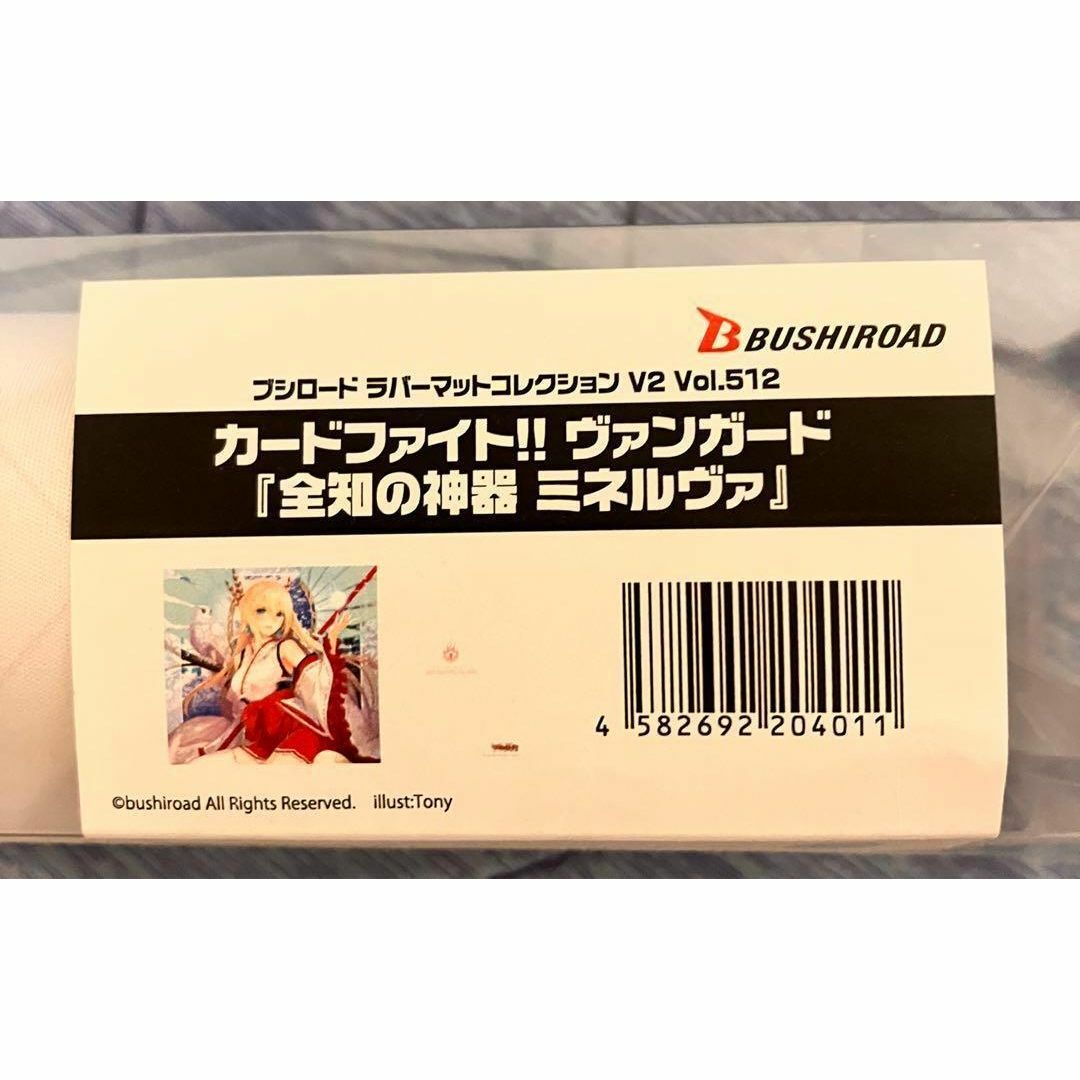 BUSHIROAD
ブシロード ラバーマットコレクション V2 Vol.512
カードファイト!! ヴァンガード
『全知の神器 ミネルヴァ』
4 582692 204011
©bushiroad All Rights Reserved. illust:Tony